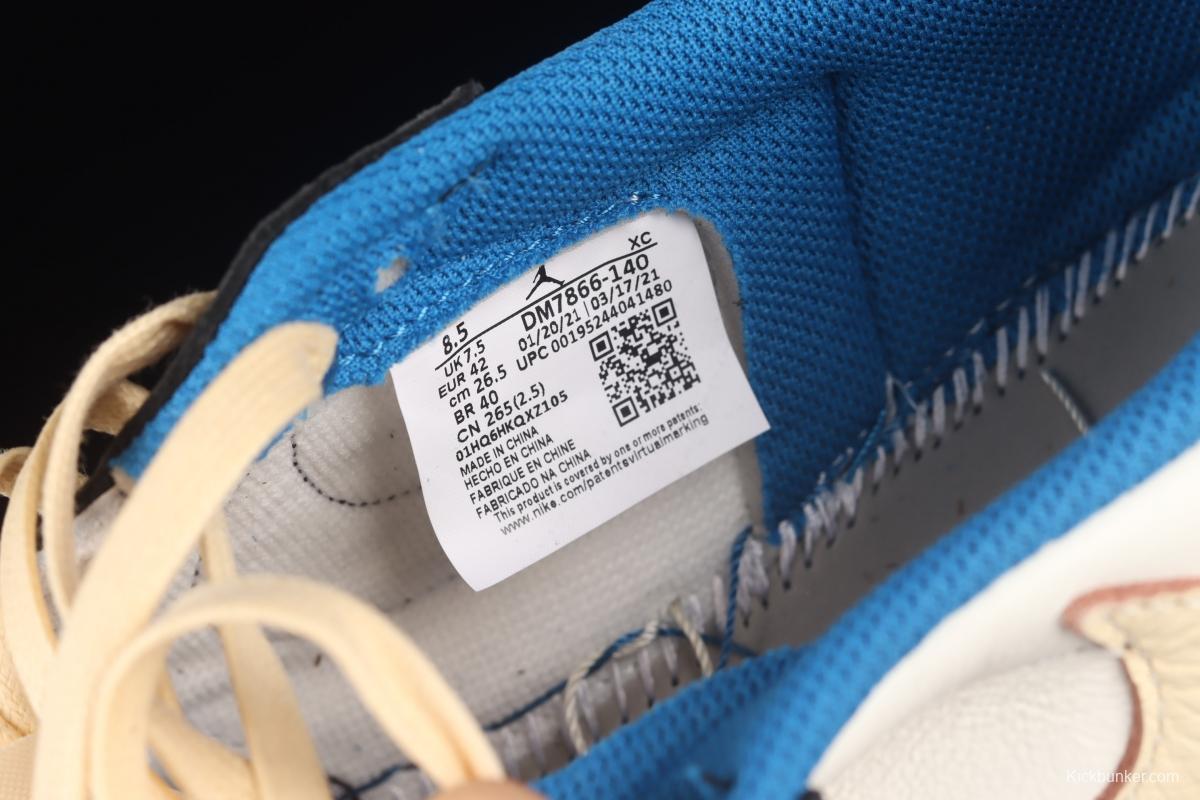 XC
8.5 DM7866-140
UK 7.5 01/20/21 | 03/17/21
EUR 42 UPC 00195244041480
cm 26.5
BR 40
CN 265(2.5)
01HQ6HKQXZ105
MADE IN CHINA
HECHO EN CHINA
FABRIQUE EN CHINE
FABRICADO NA CHINA
This product is covered by one or more patents:
www.nike.com/patentsvirtualmarking
Kickbunker.com